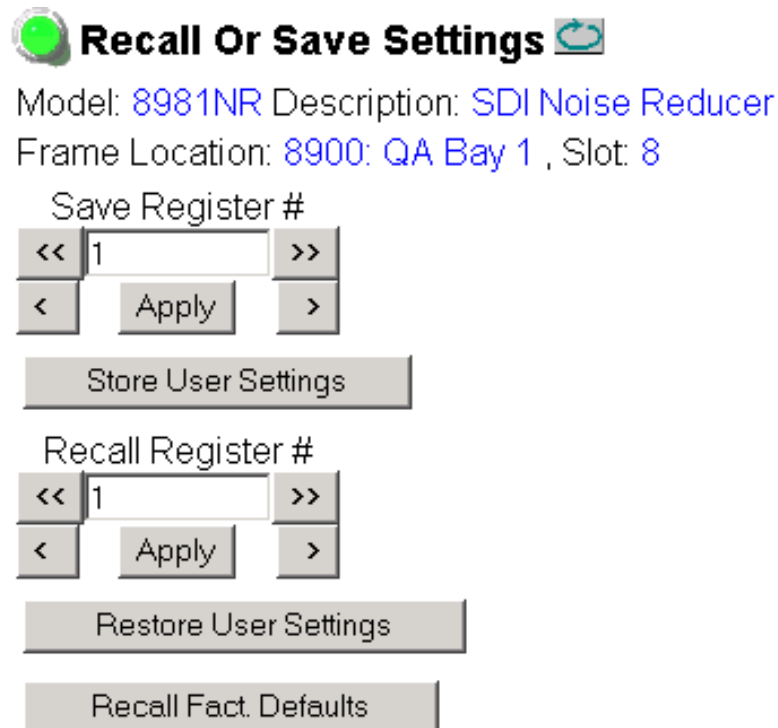 Recall Or Save Settings
Model: 8981NR Description: SDI Noise Reducer
Frame Location: 8900: QA Bay 1 , Slot: 8
Save Register #
<< 1 >>
< Apply >
Store User Settings
Recall Register #
<< 1 >>
< Apply >
Restore User Settings
Recall Fact. Defaults